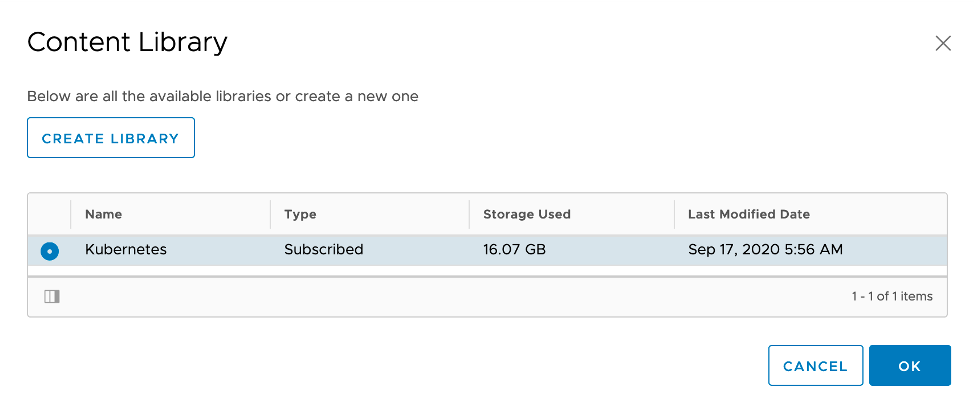 Content Library
Below are all the available libraries or create a new one
CREATE LIBRARY
Name Type Storage Used Last Modified Date
Kubernetes Subscribed 16.07 GB Sep 17, 2020 5:56 AM
1 - 1 of 1 items
CANCEL OK